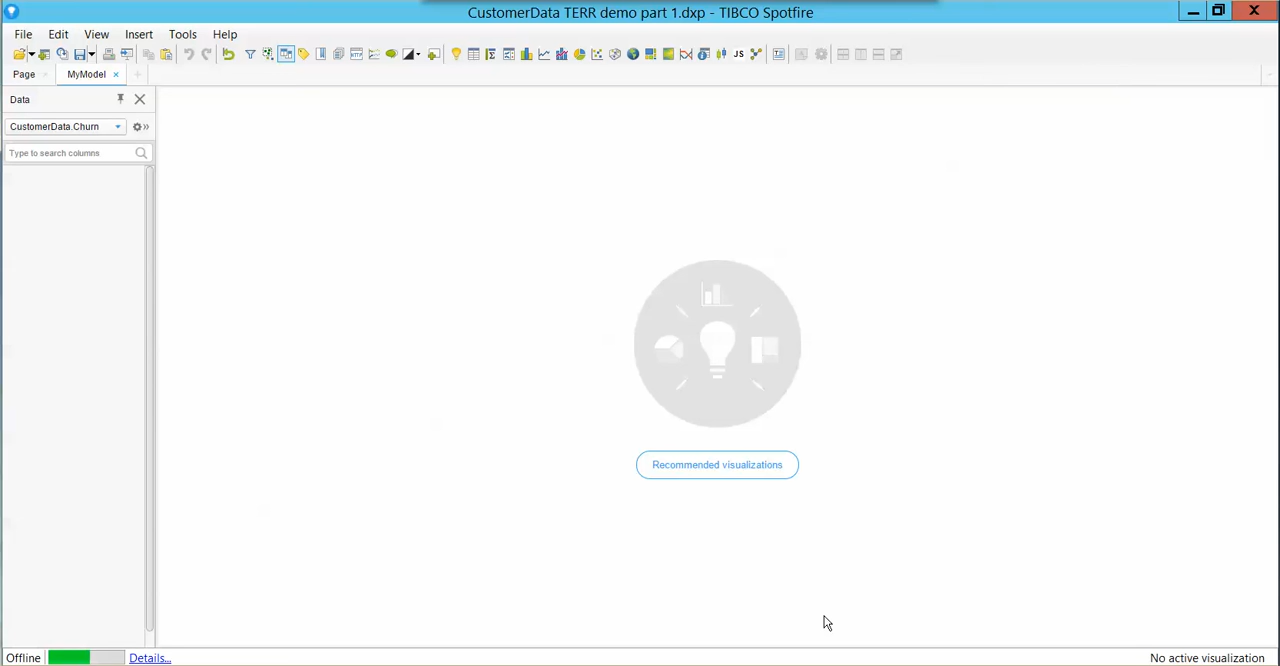 CustomerData TERR demo part 1.dxp - TIBCO Spotfire
File Edit View Insert Tools Help
JS
Page MyModel
Data
CustomerData.Churn
Type to search columns
Recommended visualizations
Offline Details... No active visualization